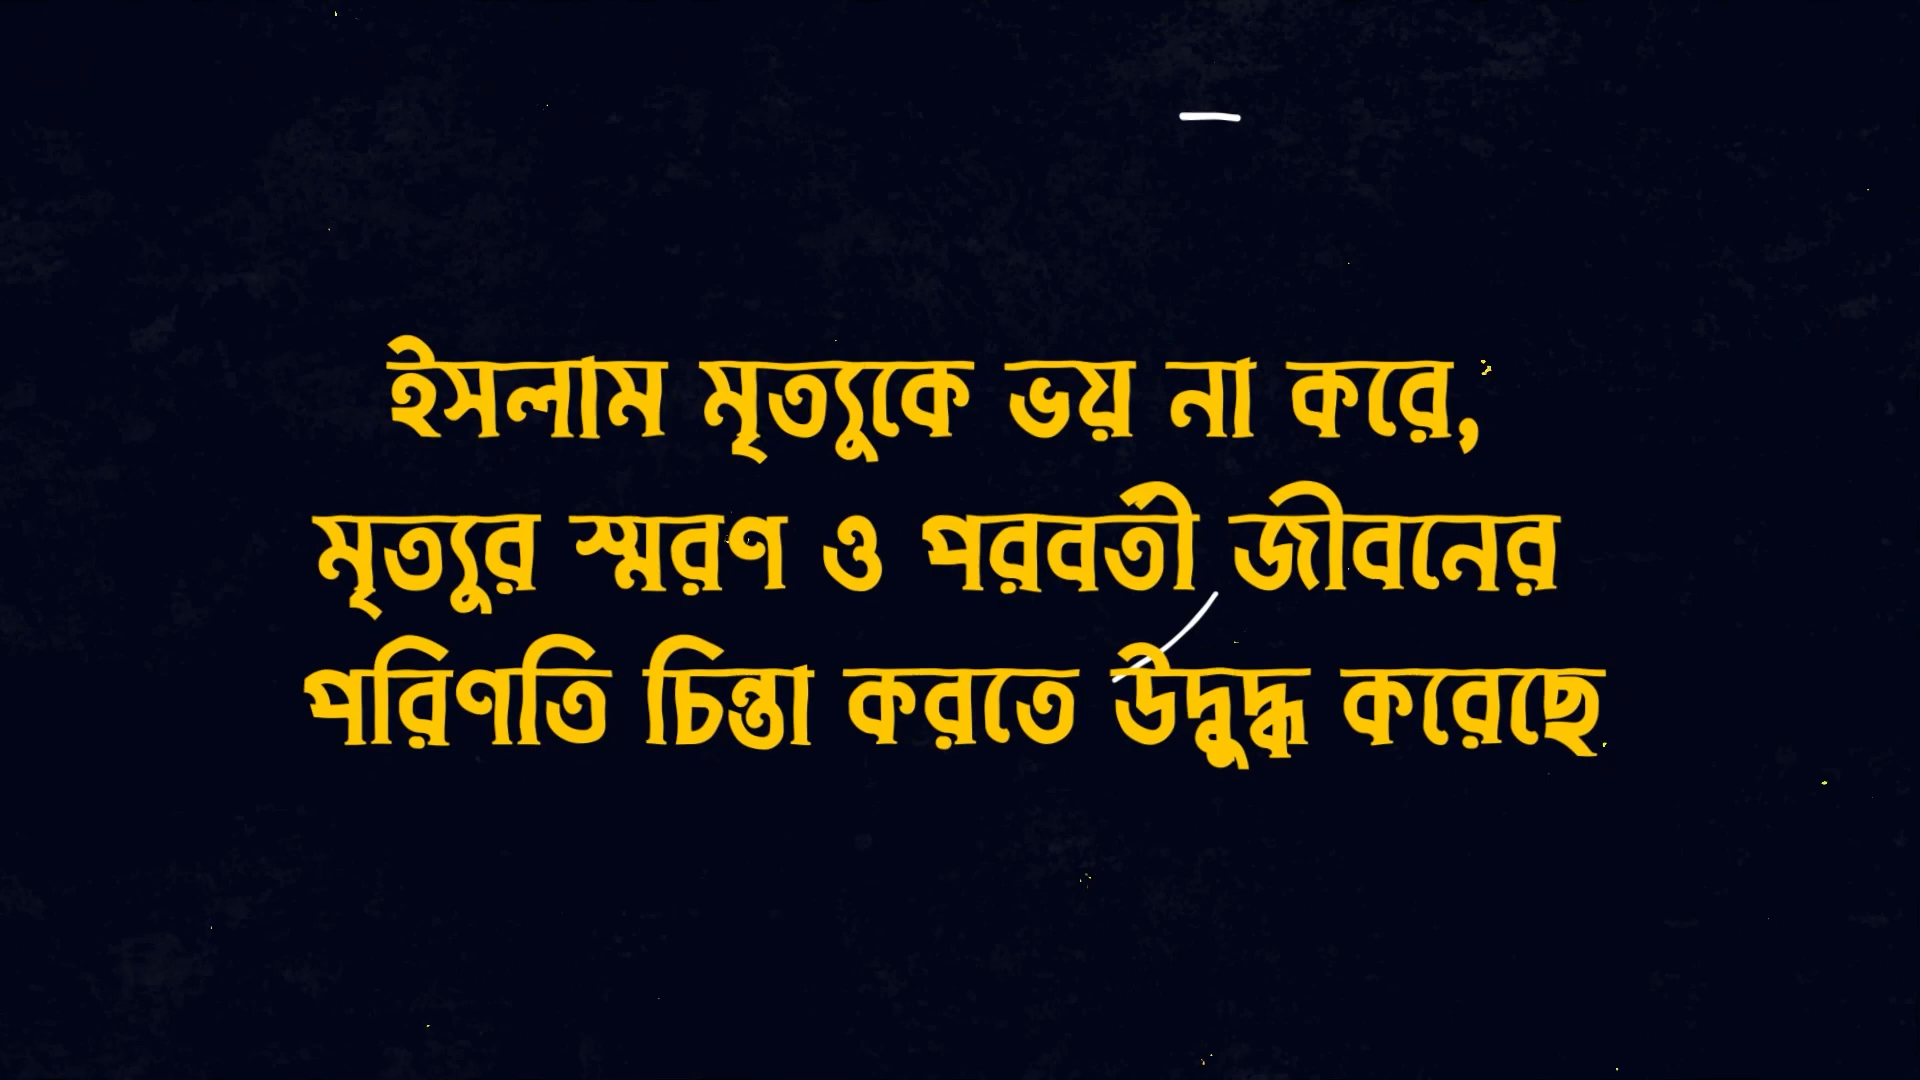 ইসলাম মৃত্যুকে ভয় না করে,
মৃত্যুর স্মরণ ও পরবর্তী জীবনের
পরিণতি চিন্তা করতে উদ্বুদ্ধ করেছে